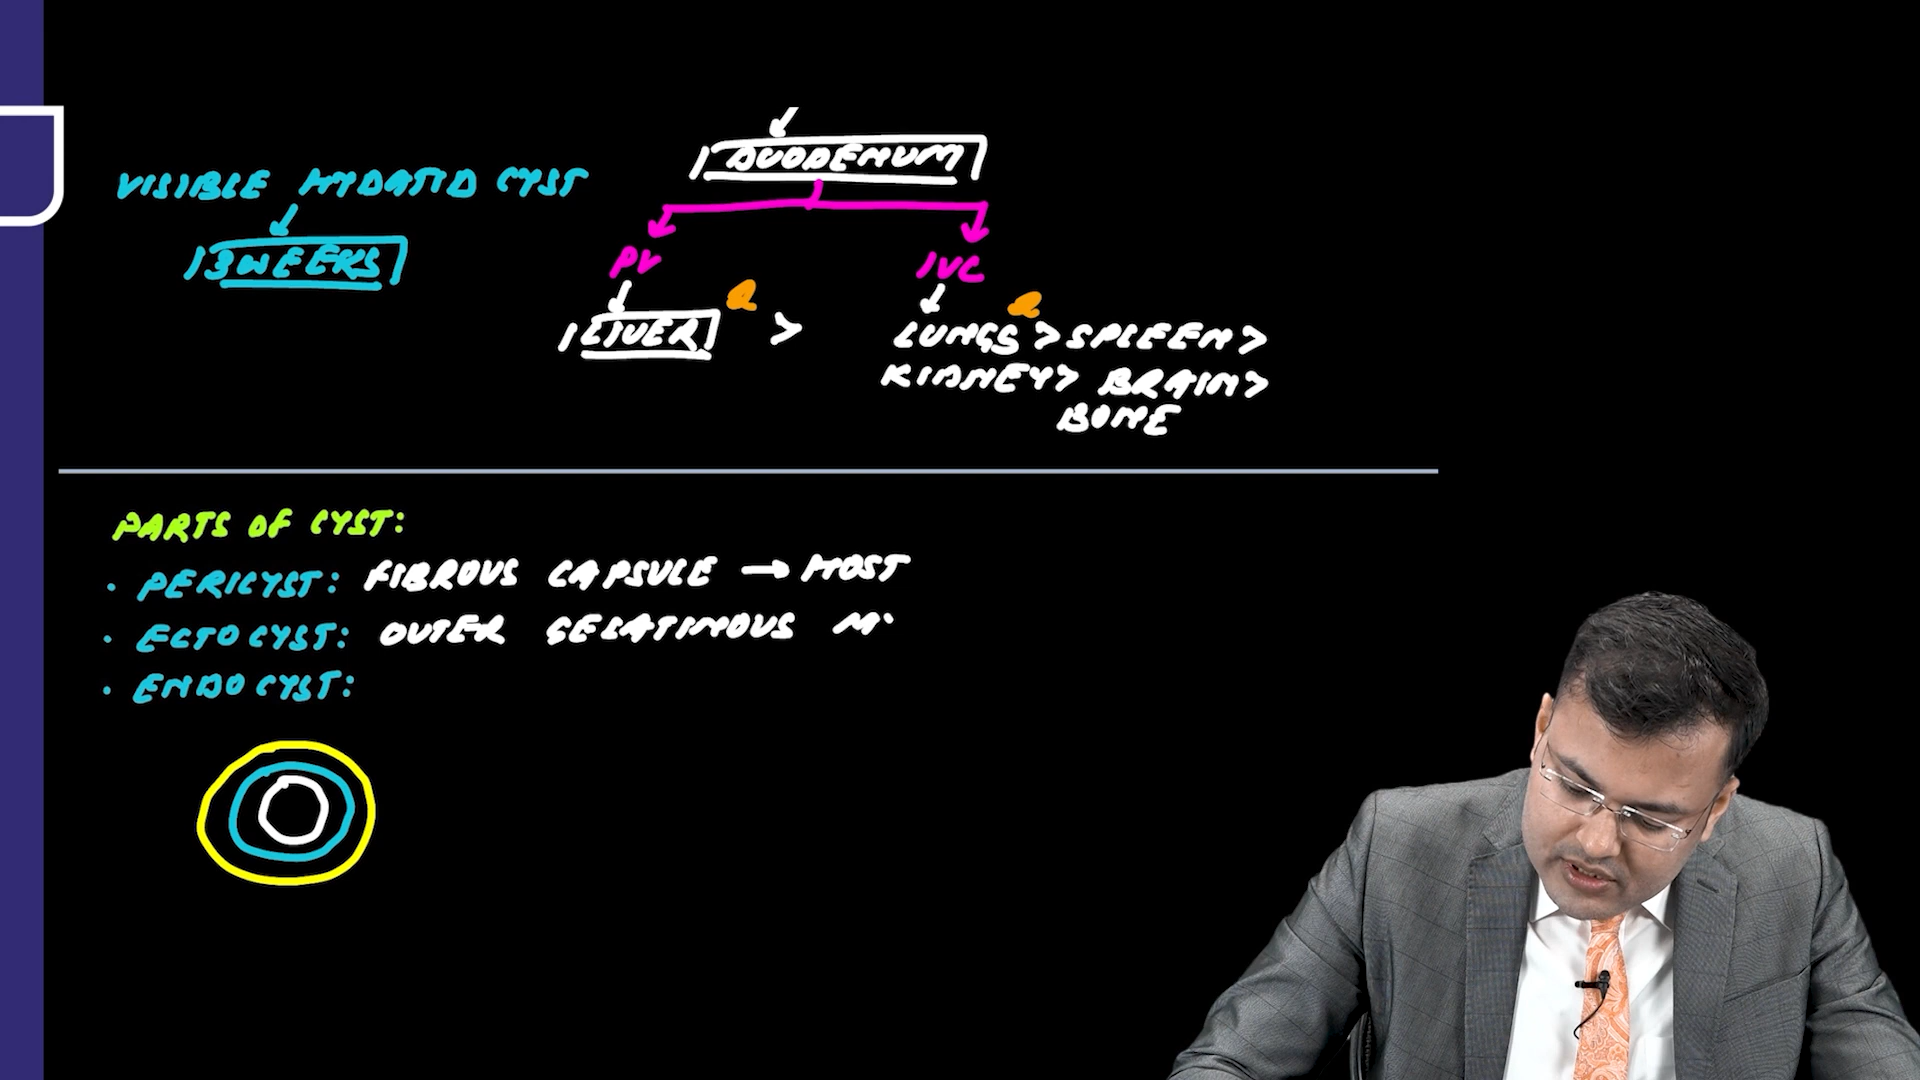 DUODENUM
VISIBLE HYDATID CYST
3 WEEKS
PV
IVC
LIVER Q >
LUNGS Q > SPLEEN >
KIDNEY > BRAIN >
BONE
PARTS OF CYST:
• PERICYST: FIBROUS CAPSULE → HOST
• ECTOCYST: OUTER GELATINOUS M
• ENDOCYST: